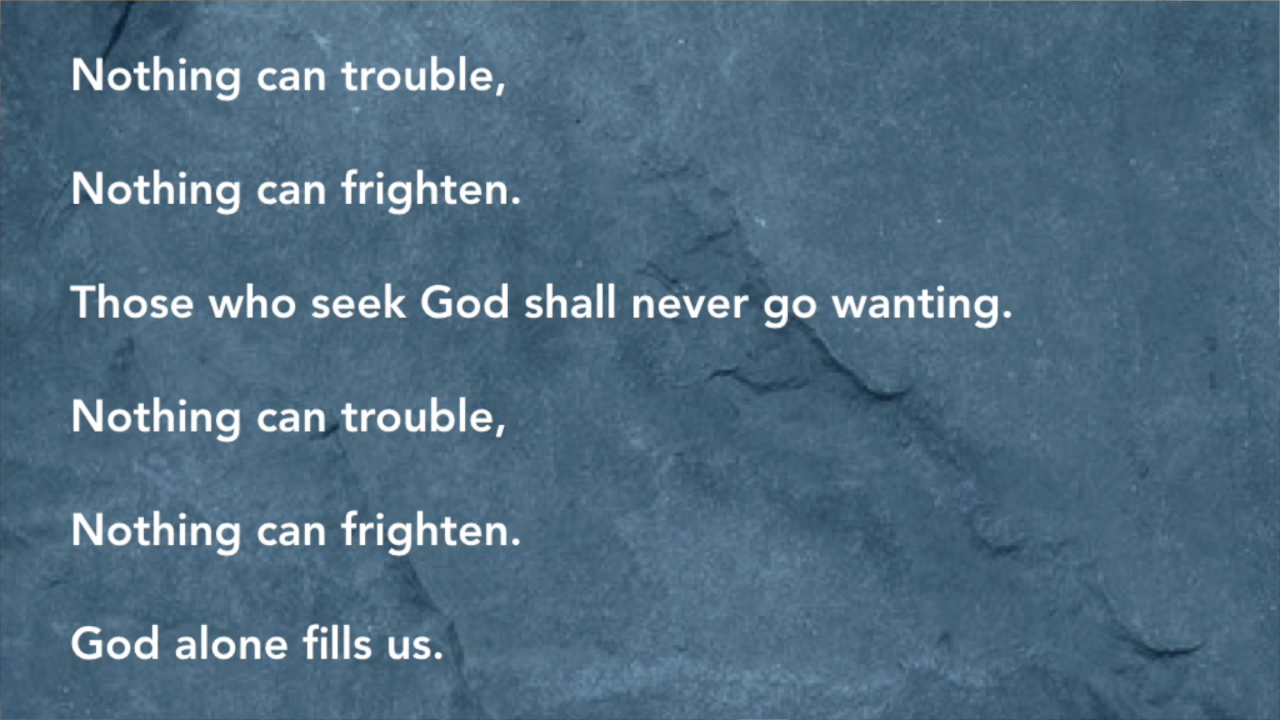 Nothing can trouble,
Nothing can frighten.
Those who seek God shall never go wanting.
Nothing can trouble,
Nothing can frighten.
God alone fills us.